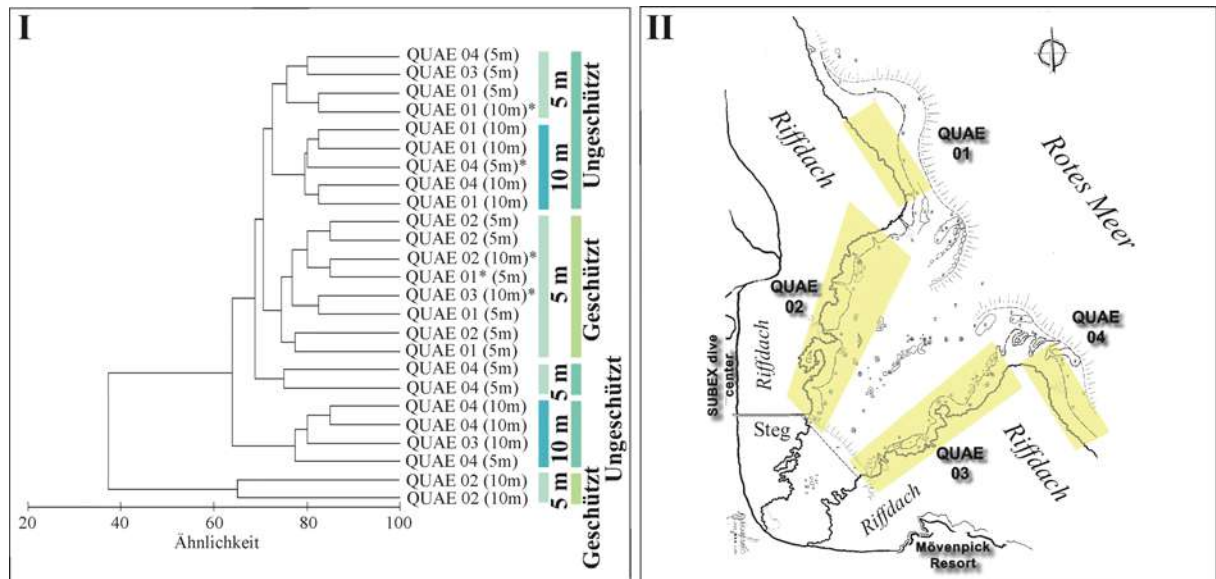 I
QUAE 04 (5m)
QUAE 03 (5m)
QUAE 01 (5m)
QUAE 01 (10m)*
QUAE 01 (10m)
QUAE 01 (10m)
QUAE 04 (5m)*
QUAE 04 (10m)
QUAE 01 (10m)
QUAE 02 (5m)
QUAE 02 (5m)
QUAE 02 (10m)*
QUAE 01* (5m)
QUAE 03 (10m)*
QUAE 01 (5m)
QUAE 02 (5m)
QUAE 01 (5m)
QUAE 04 (5m)
QUAE 04 (5m)
QUAE 04 (10m)
QUAE 04 (10m)
QUAE 03 (10m)
QUAE 04 (5m)
QUAE 02 (10m)
QUAE 02 (10m)
5 m
10 m
5 m
5 m
10 m
5 m
Ungeschützt
Geschützt
Ungeschützt
Geschützt
20 40 60 80 100
Ähnlichkeit
II
Riffdach
QUAE
01
Rotes Meer
QUAE
02
QUAE
04
SUBEX dive
center
Riffdach
Steg
QUAE
03
Riffdach
Riffdach
Mövenpick
Resort